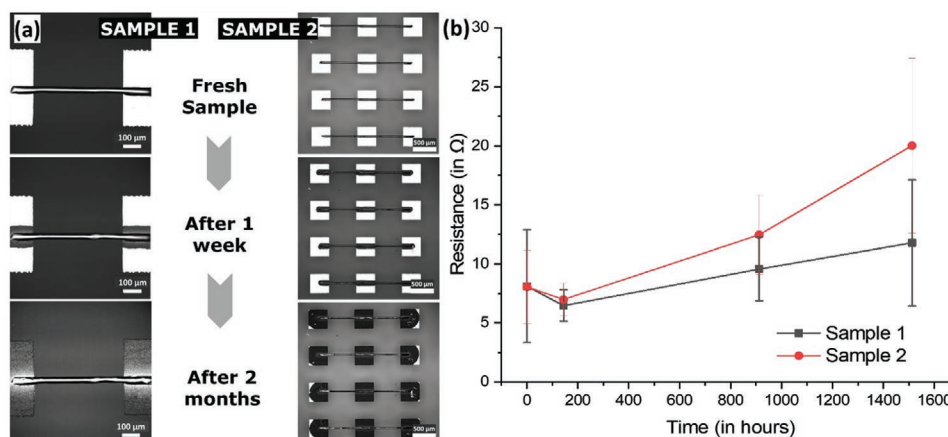 (a) SAMPLE 1 SAMPLE 2
Fresh
Sample
After 1
week
After 2
months
100 µm
100 µm
100 µm
500 µm
500 µm
500 µm
(b)
30
25
20
15
10
5
0
Resistance (in Ω)
Sample 1
Sample 2
0 200 400 600 800 1000 1200 1400 1600
Time (in hours)